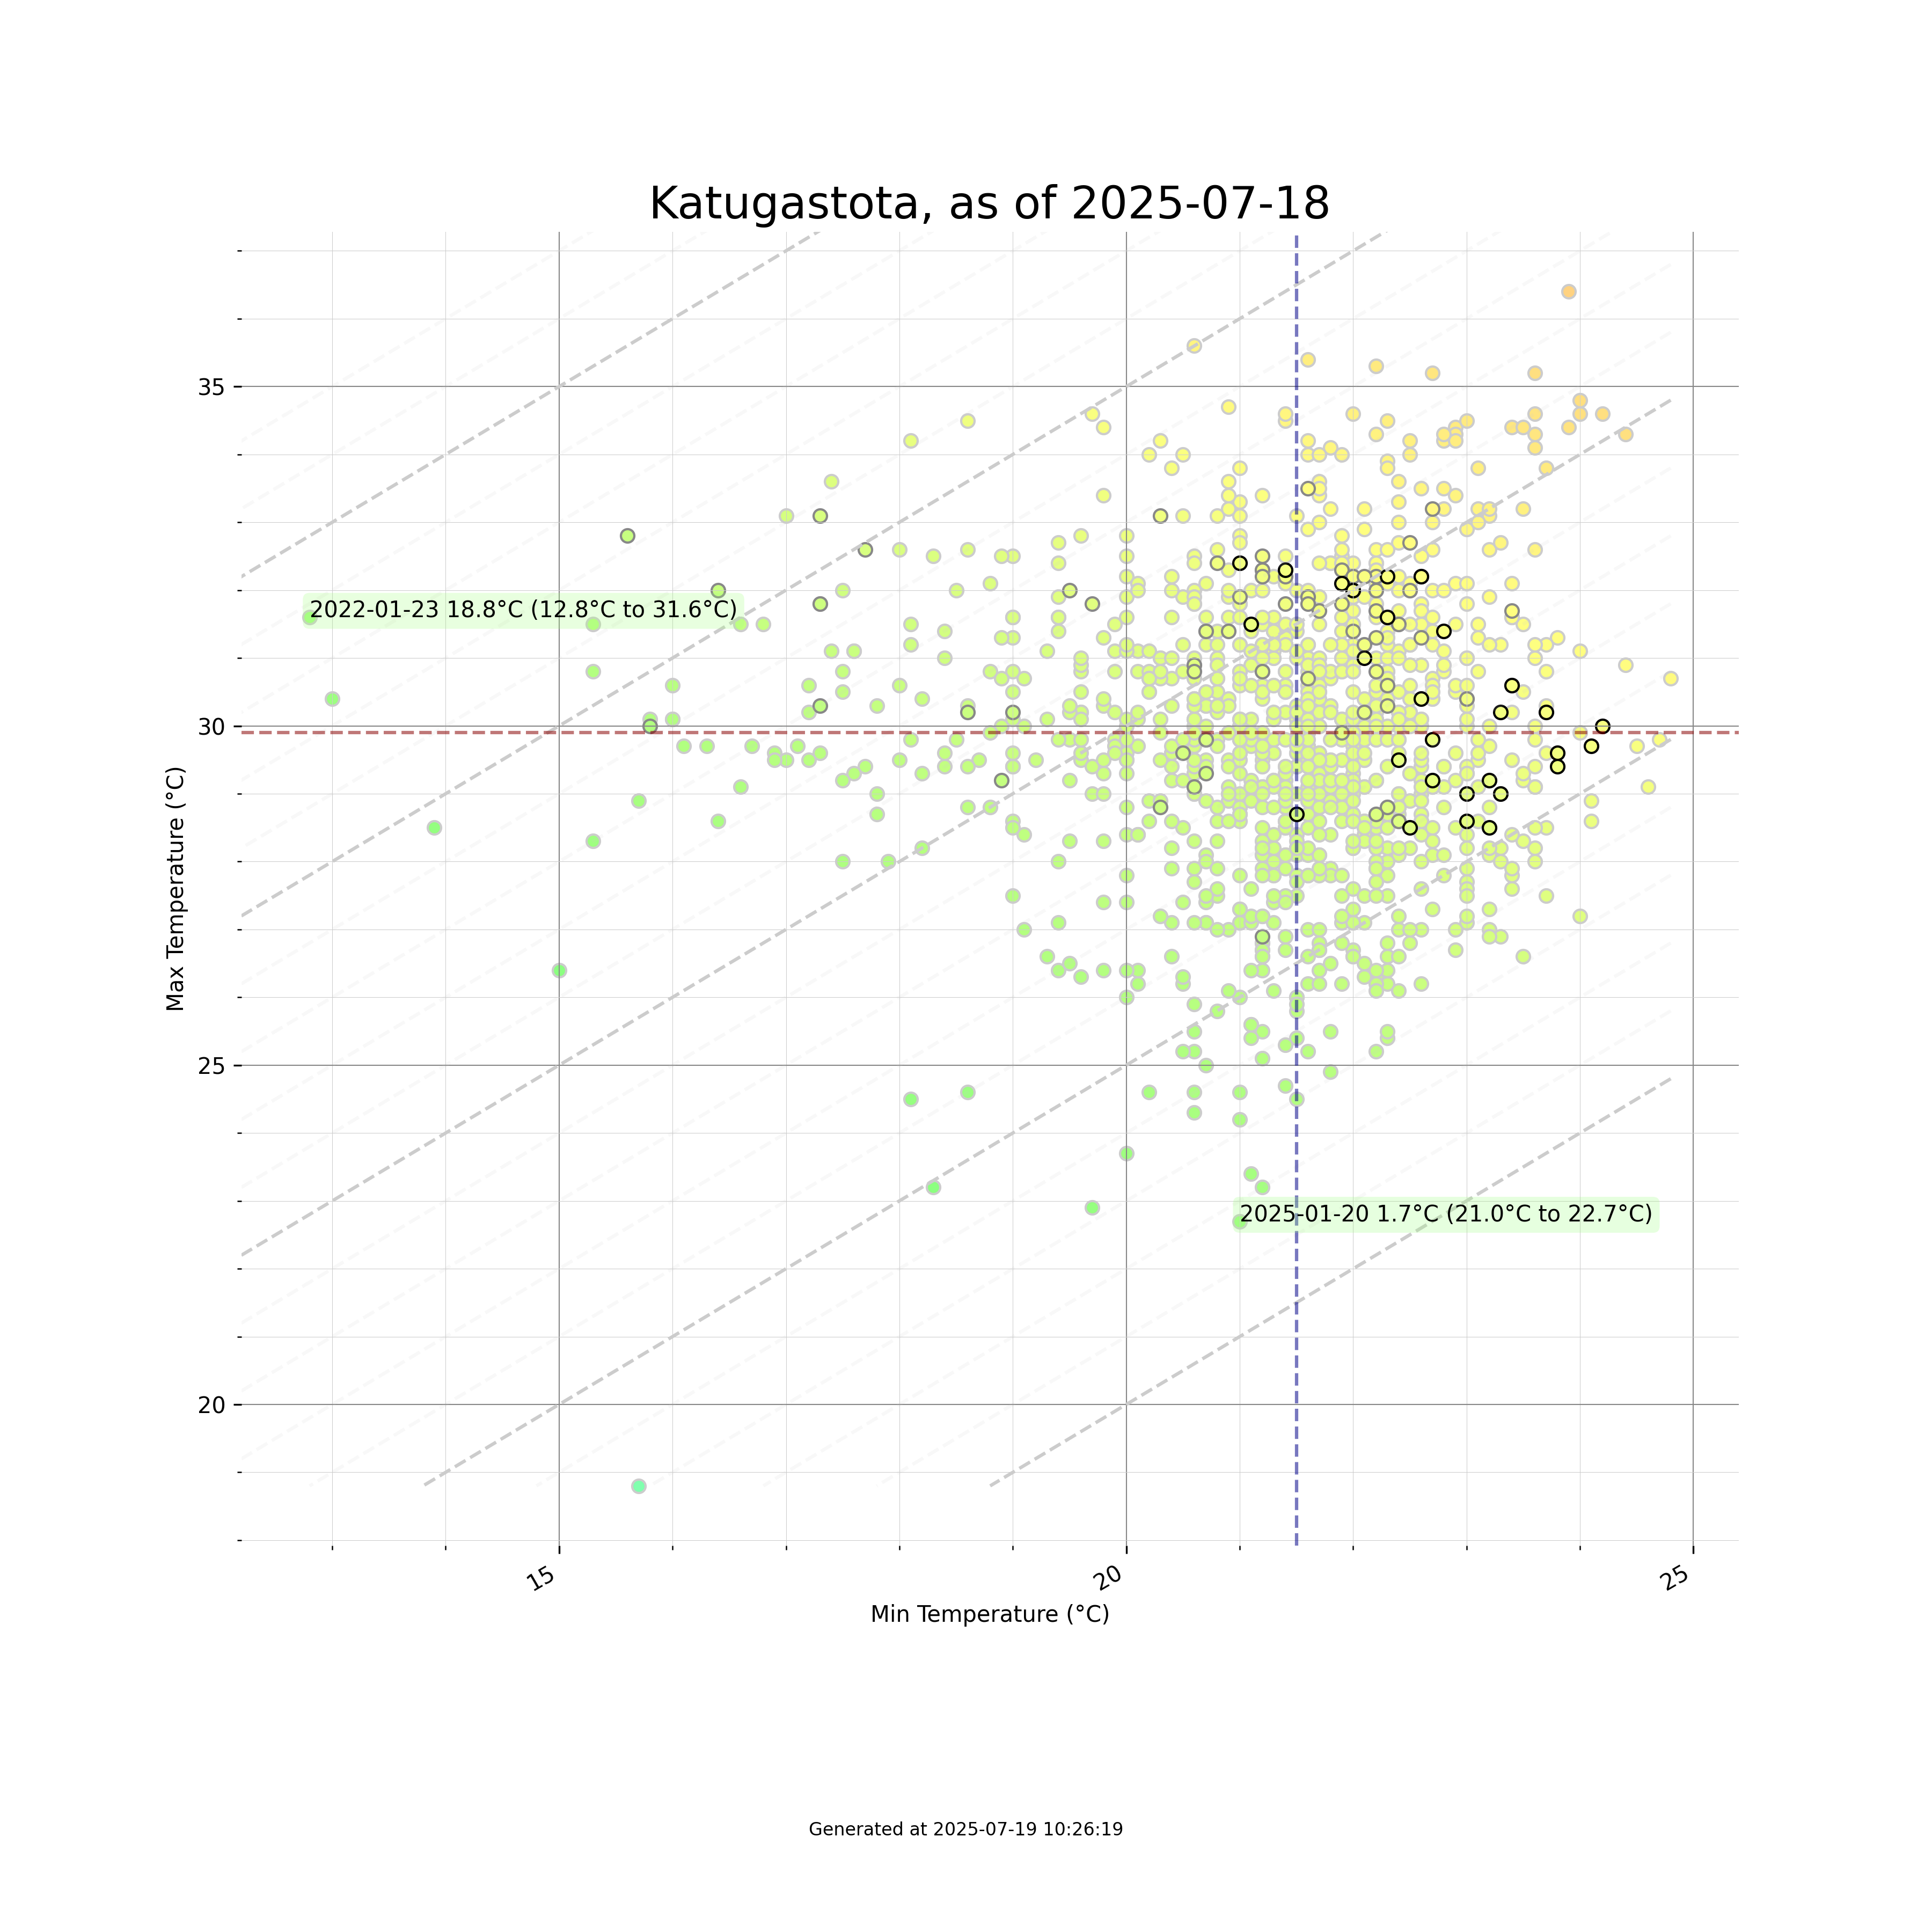 Katugastota, as of 2025-07-18
35
2022-01-23 18.8°C (12.8°C to 31.6°C)
30
Max Temperature (°C)
25
2025-01-20 1.7°C (21.0°C to 22.7°C)
20
15
20
25
Min Temperature (°C)
Generated at 2025-07-19 10:26:19